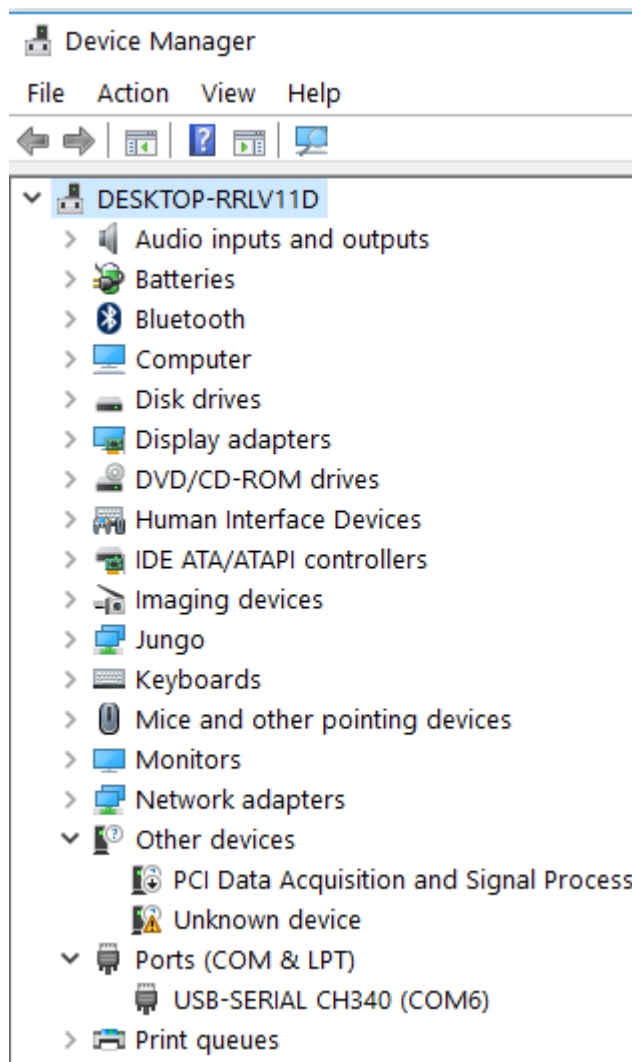 Device Manager
File Action View Help
DESKTOP-RRLV11D
Audio inputs and outputs
Batteries
Bluetooth
Computer
Disk drives
Display adapters
DVD/CD-ROM drives
Human Interface Devices
IDE ATA/ATAPI controllers
Imaging devices
Jungo
Keyboards
Mice and other pointing devices
Monitors
Network adapters
Other devices
PCI Data Acquisition and Signal Process
Unknown device
Ports (COM & LPT)
USB-SERIAL CH340 (COM6)
Print queues